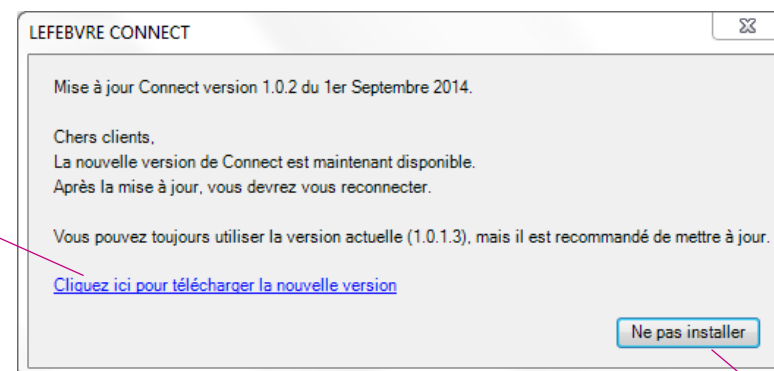 LEFEBVRE CONNECT
Mise à jour Connect version 1.0.2 du 1er Septembre 2014.
Chers clients,
La nouvelle version de Connect est maintenant disponible.
Après la mise à jour, vous devrez vous reconnecter.
Vous pouvez toujours utiliser la version actuelle (1.0.1.3), mais il est recommandé de mettre à jour.
Cliquez ici pour télécharger la nouvelle version
Ne pas installer